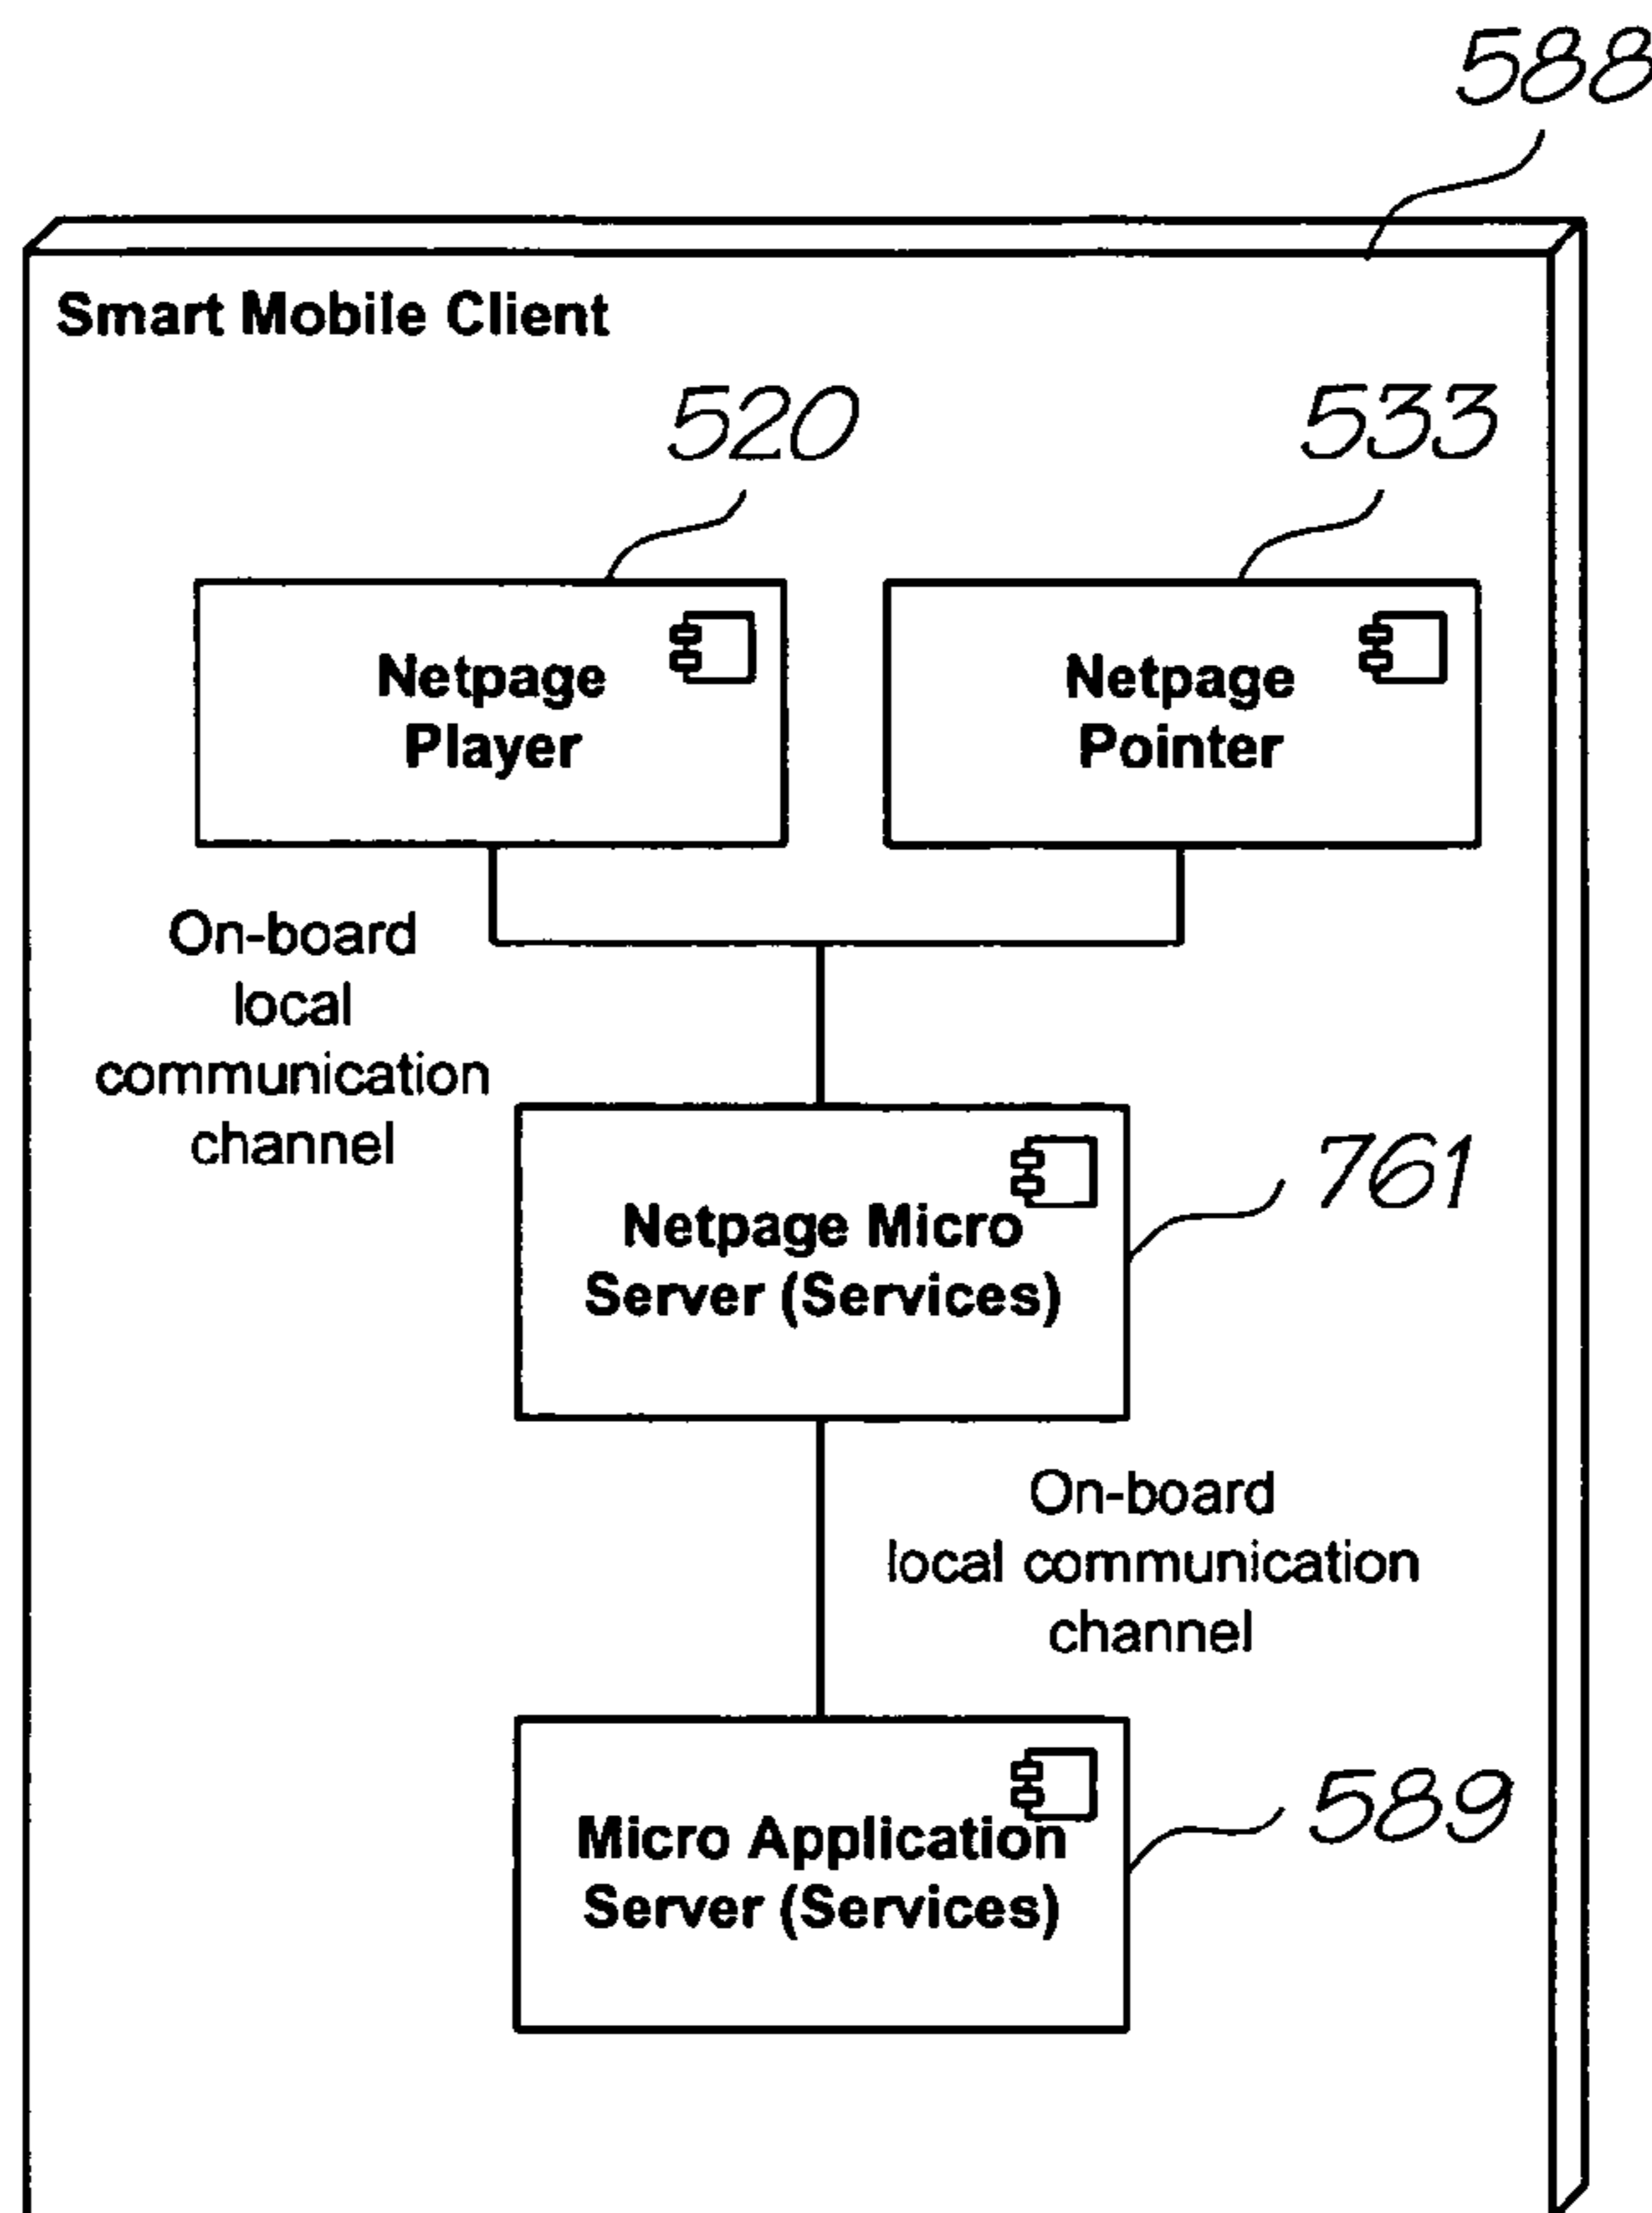 588
Smart Mobile Client
520
533
Netpage
Player
Netpage
Pointer
On-board
local
communication
channel
761
Netpage Micro
Server (Services)
On-board
local communication
channel
589
Micro Application
Server (Services)